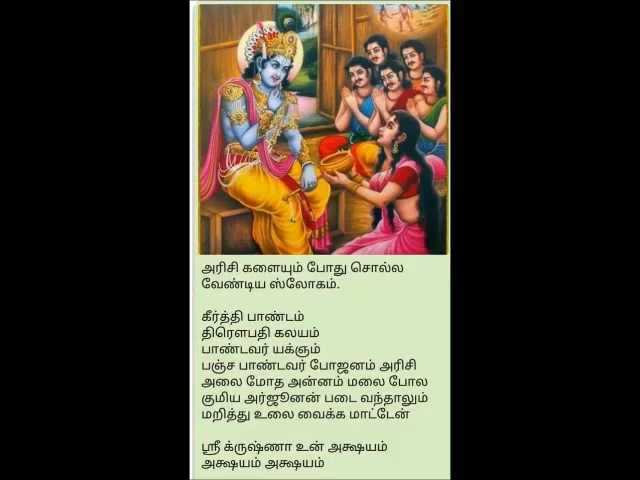 அரிசி களையும் போது சொல்ல
வேண்டிய ஸ்லோகம்.
கீர்த்தி பாண்டம்
திரௌபதி கலயம்
பாண்டவர் யக்ஞம்
பஞ்ச பாண்டவர் போஜனம் அரிசி
அலை மோத அன்னம் மலை போல
குமிய அர்ஜூனன் படை வந்தாலும்
மறித்து உலை வைக்க மாட்டேன்
ஸ்ரீ க்ருஷ்ணா உன் அக்ஷயம்
அக்ஷயம் அக்ஷயம்